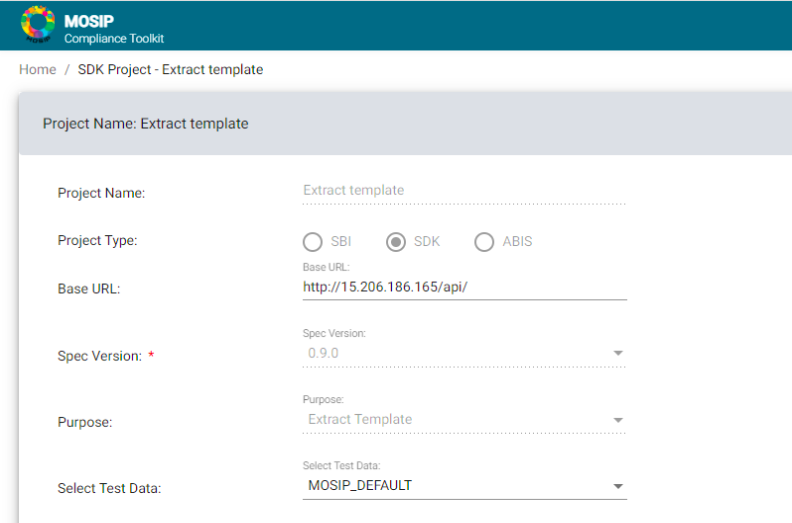 MOSIP
Compliance Toolkit
Home / SDK Project - Extract template
Project Name: Extract template
Project Name: Extract template
Project Type: SBI SDK ABIS
Base URL:
Base URL: http://15.206.186.165/api/
Spec Version:
Spec Version: * 0.9.0
Purpose:
Purpose: Extract Template
Select Test Data:
Select Test Data: MOSIP_DEFAULT